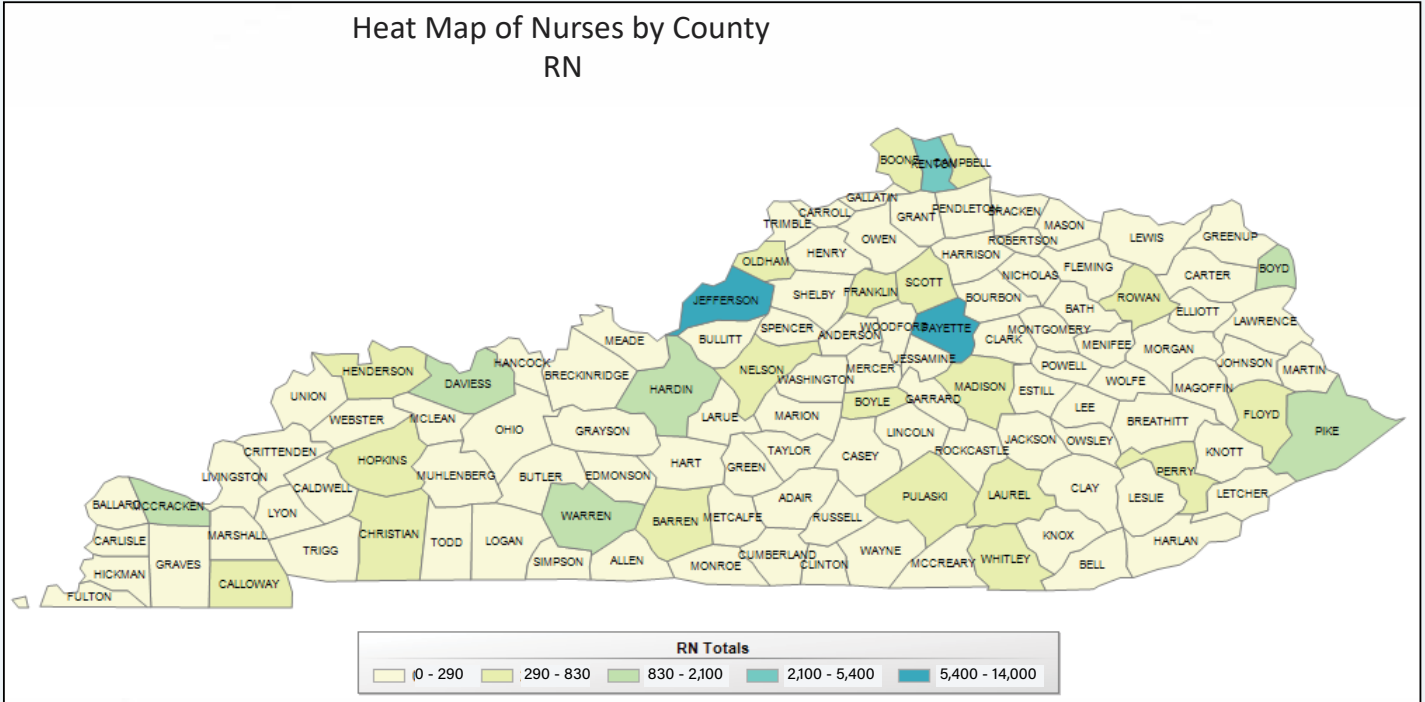 Heat Map of Nurses by County
RN
BOONE KENTON CAMPBELL
GALLATIN
CARROLL GRANT PENDLETON BRACKEN
TRIMBLE MASON
OWEN ROBERTSON LEWIS GREENUP
OLDHAM HENRY HARRISON
NICHOLAS FLEMING CARTER BOYD
JEFFERSON SHELBY FRANKLIN SCOTT BOURBON ROWAN
BATH ELLIOTT LAWRENCE
SPENCER ANDERSON WOODFORD FAYETTE CLARK MONTGOMERY
MEADE BULLITT MENIFEE MORGAN
JESSAMINE POWELL JOHNSON MARTIN
HANCOCK BRECKINRIDGE NELSON WASHINGTON MERCER
HENDERSON DAVIESS HARDIN MADISON ESTILL WOLFE MAGOFFIN
UNION BOYLE GARRARD LEE
WEBSTER MCLEAN OHIO GRAYSON LARUE MARION BREATHITT FLOYD
LINCOLN JACKSON OWSLEY PIKE
CRITTENDEN HOPKINS TAYLOR CASEY ROCKCASTLE KNOTT
LIVINGSTON MUHLENBERG BUTLER EDMONSON HART GREEN PERRY
CALDWELL ADAIR PULASKI LAUREL CLAY LESLIE LETCHER
BALLARD MCCRACKEN LYON WARREN BARREN METCALFE RUSSELL
CARLISLE MARSHALL CHRISTIAN TODD LOGAN KNOX HARLAN
GRAVES TRIGG SIMPSON ALLEN MONROE CUMBERLAND CLINTON WAYNE MCCREARY WHITLEY BELL
HICKMAN CALLOWAY
FULTON
RN Totals
0 - 290 290 - 830 830 - 2,100 2,100 - 5,400 5,400 - 14,000